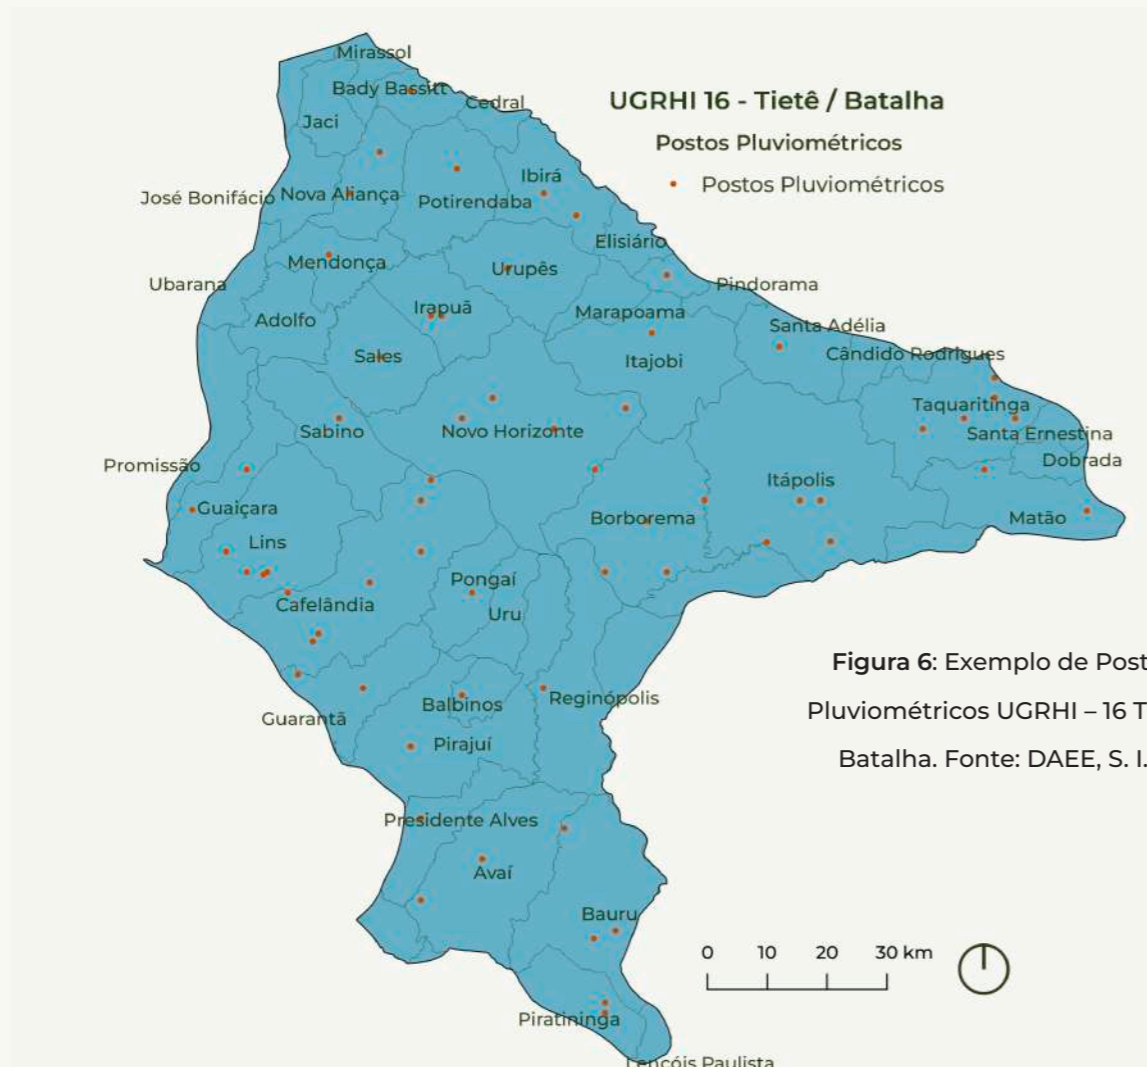 Mirassol
Bady Bassitt
Cedral
UGRHI 16 - Tietê / Batalha
Jaci
Postos Pluviométricos
Ibirá
Postos Pluviométricos
José Bonifácio
Nova Aliança
Potirendaba
Elisiário
Mendonça
Urupês
Ubarana
Pindorama
Irapuã
Marapoama
Adolfo
Santa Adélia
Sales
Itajobi
Cândido Rodrigues
Taquaritinga
Sabino
Novo Horizonte
Santa Ernestina
Promissão
Dobrada
Itápolis
Guaiçara
Borborema
Matão
Lins
Pongaí
Cafelândia
Uru
Figura 6: Exemplo de Post
Balbinos
Reginópolis
Pluviométricos UGRHI – 16 T
Guarantã
Pirajuí
Batalha. Fonte: DAEE, S. I.
Presidente Alves
Avaí
Bauru
0 10 20 30 km
Piratininga
Lençóis Paulista